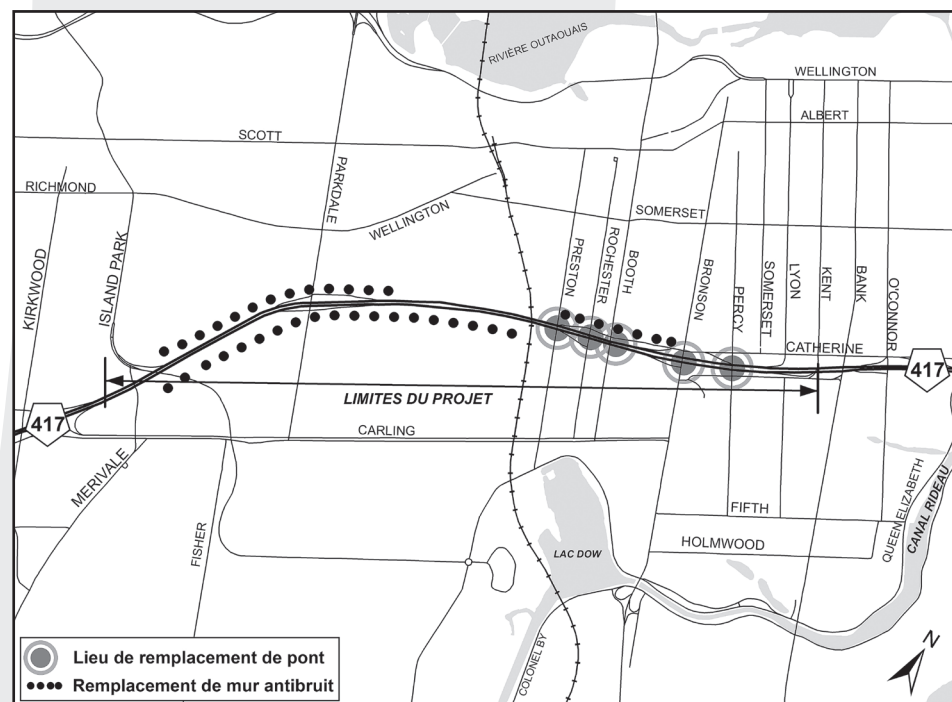 RIVIÈRE OUTAOUAIS
WELLINGTON
ALBERT
SCOTT
PARKDALE
RICHMOND
WELLINGTON
SOMERSET
KIRKWOOD
ISLAND PARK
PRESTON
ROCHESTER
BOOTH
BRONSON
PERCY
SOMERSET
LYON
KENT
BANK
O'CONNOR
CATHERINE
417
LIMITES DU PROJET
417
CARLING
MERIVALE
FISHER
FIFTH
HOLMWOOD
QUEEN ELIZABETH
CANAL RIDEAU
LAC DOW
COLONEL BY
N
Lieu de remplacement de pont
Remplacement de mur antibruit